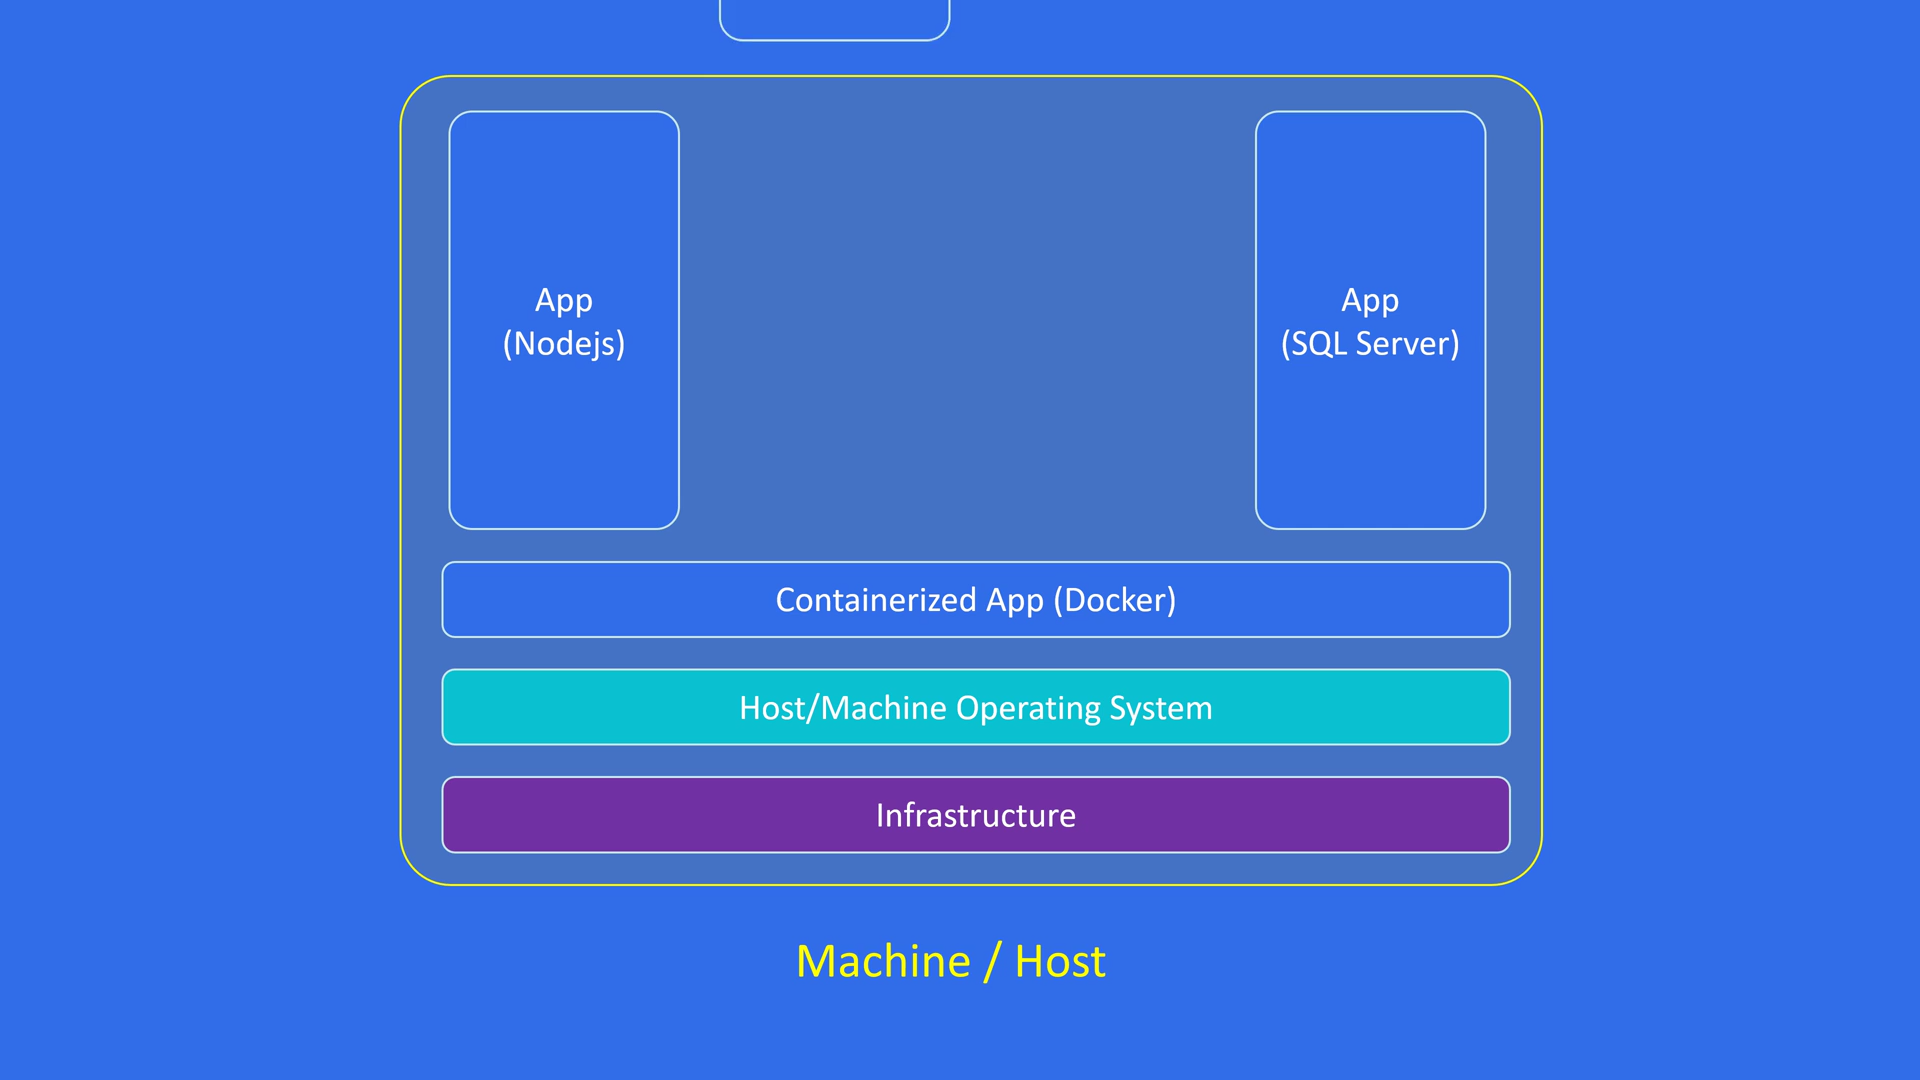 App
(Nodejs)
App
(SQL Server)
Containerized App (Docker)
Host/Machine Operating System
Infrastructure
Machine / Host